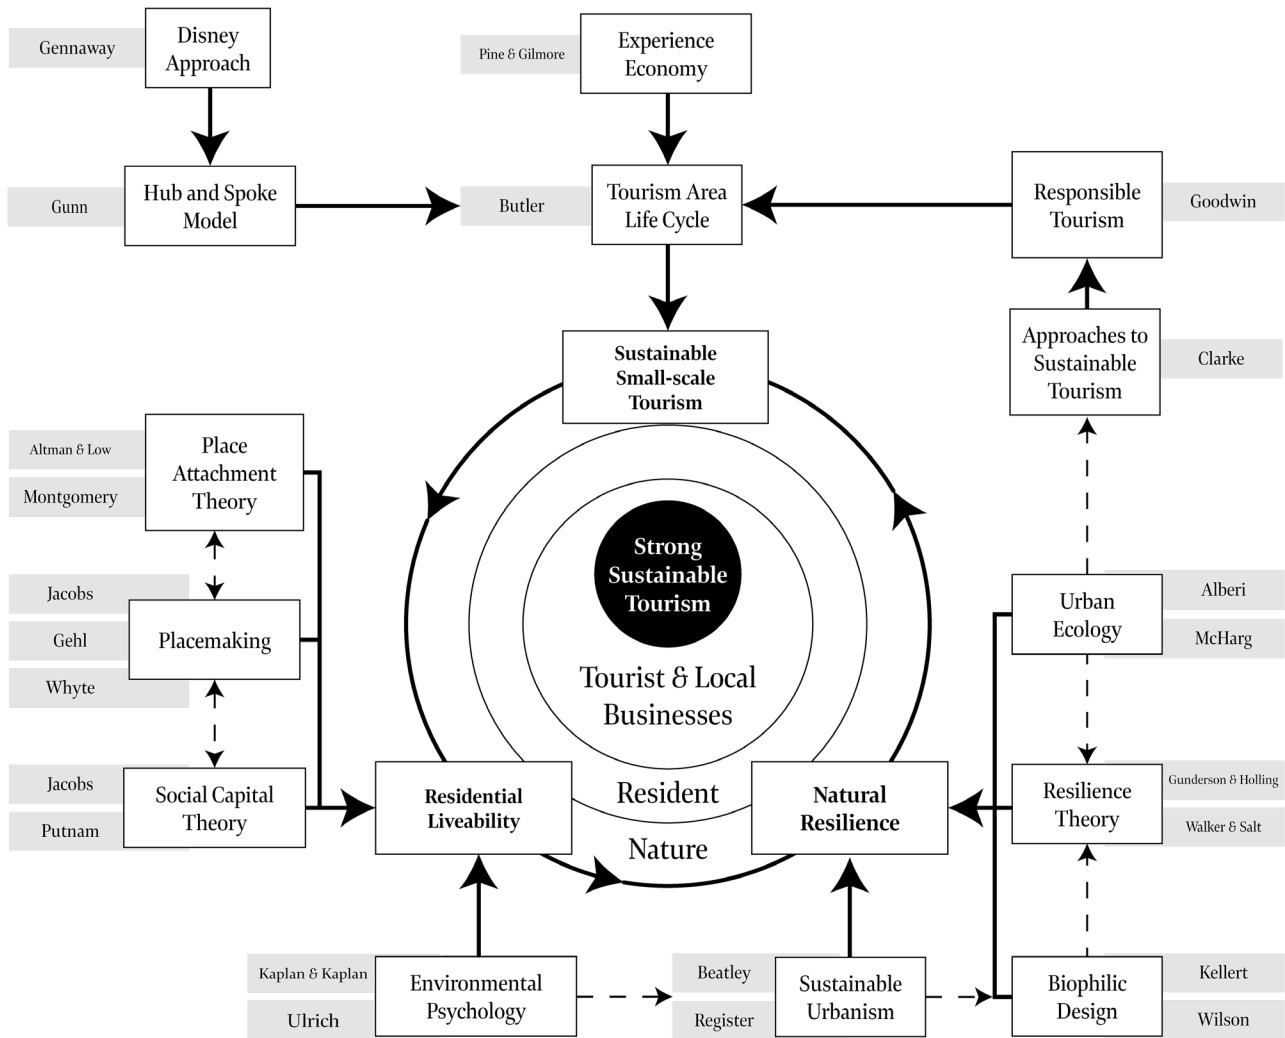 Gennaway
Disney
Approach
Pine & Gilmore
Experience
Economy
Gunn
Hub and Spoke
Model
Butler
Tourism Area
Life Cycle
Responsible
Tourism
Goodwin
Sustainable
Small-scale
Tourism
Approaches to
Sustainable
Tourism
Clarke
Altman & Low
Montgomery
Place
Attachment
Theory
Strong
Sustainable
Tourism
Jacobs
Gehl
Whyte
Placemaking
Urban
Ecology
Alberi
McHarg
Tourist & Local
Businesses
Jacobs
Putnam
Social Capital
Theory
Residential
Liveability
Resident
Nature
Natural
Resilience
Resilience
Theory
Gunderson & Holling
Walker & Salt
Kaplan & Kaplan
Ulrich
Environmental
Psychology
Beatley
Register
Sustainable
Urbanism
Biophilic
Design
Kellert
Wilson